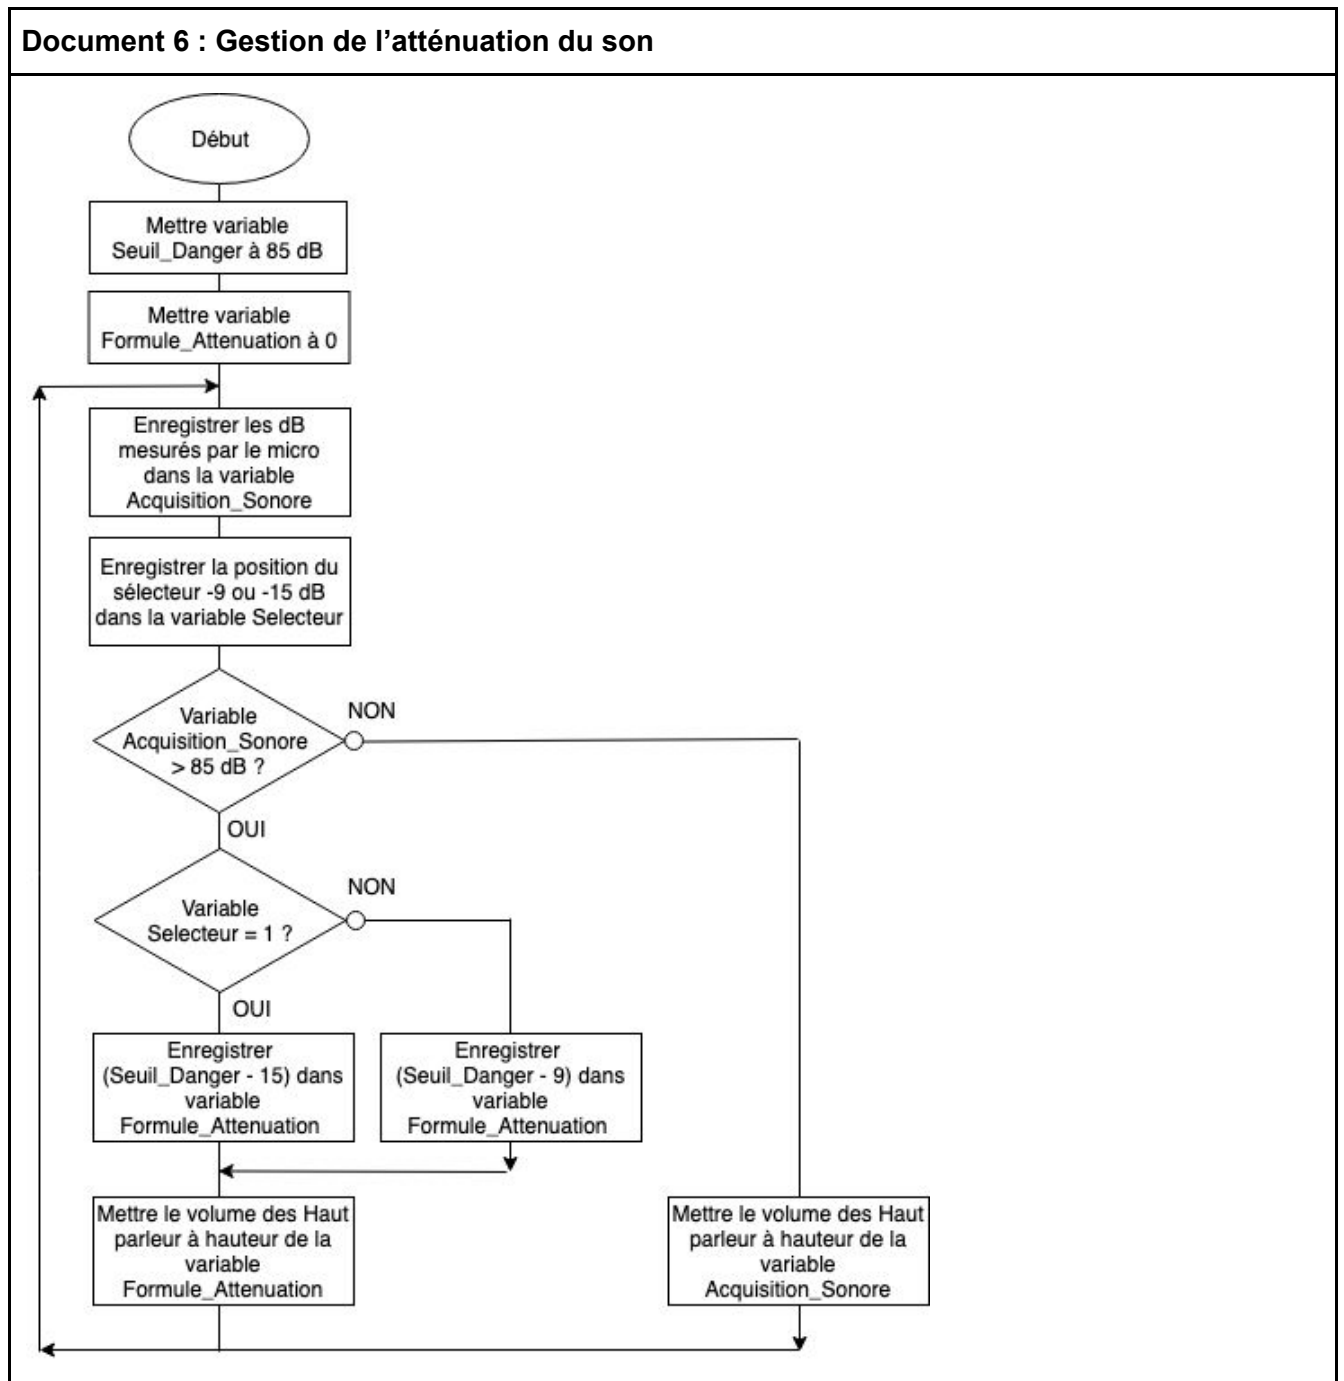 Document 6 : Gestion de l’atténuation du son
Début
Mettre variable
Seuil_Danger à 85 dB
Mettre variable
Formule_Attenuation à 0
Enregistrer les dB
mesurés par le micro
dans la variable
Acquisition_Sonore
Enregistrer la position du
sélecteur -9 ou -15 dB
dans la variable Selecteur
Variable
Acquisition_Sonore
> 85 dB ?
NON
OUI
Variable
Selecteur = 1 ?
NON
OUI
Enregistrer
(Seuil_Danger - 15) dans
variable
Formule_Attenuation
Enregistrer
(Seuil_Danger - 9) dans
variable
Formule_Attenuation
Mettre le volume des Haut
parleur à hauteur de la
variable
Formule_Attenuation
Mettre le volume des Haut
parleur à hauteur de la
variable
Acquisition_Sonore